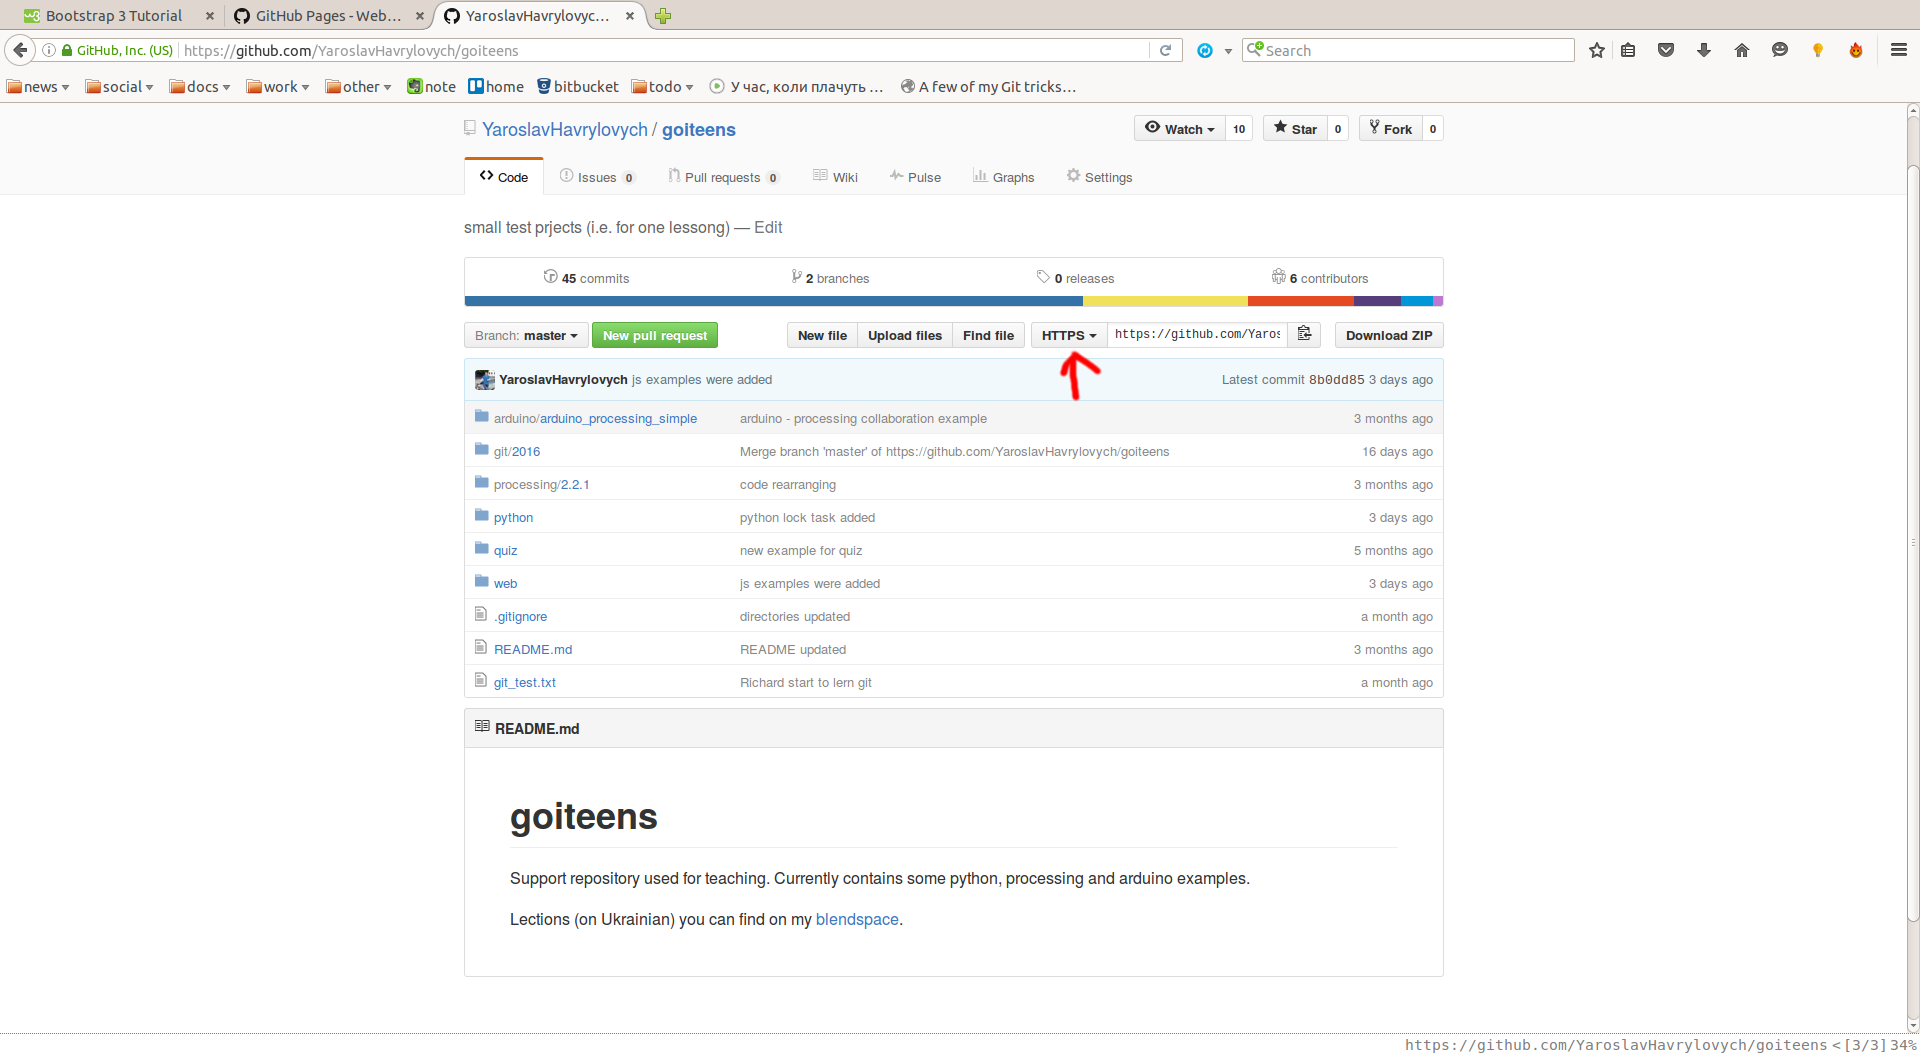 Bootstrap 3 Tutorial × GitHub Pages - Web... × YaroslavHavrylovyc... ×
GitHub, Inc. (US) https://github.com/YaroslavHavrylovych/goiteens Search
news social docs work other note home bitbucket todo У час, коли плачуть ... A few of my Git tricks...
YaroslavHavrylovych / goiteens Watch 10 Star 0 Fork 0
Code Issues 0 Pull requests 0 Wiki Pulse Graphs Settings
small test prjects (i.e. for one lessong) — Edit
45 commits 2 branches 0 releases 6 contributors
Branch: master New pull request New file Upload files Find file HTTPS https://github.com/Yaros Download ZIP
YaroslavHavrylovych js examples were added Latest commit 8b0dd85 3 days ago
arduino/arduino_processing_simple arduino - processing collaboration example 3 months ago
git/2016 Merge branch 'master' of https://github.com/YaroslavHavrylovych/goiteens 16 days ago
processing/2.2.1 code rearranging 3 months ago
python python lock task added 3 days ago
quiz new example for quiz 5 months ago
web js examples were added 3 days ago
.gitignore directories updated a month ago
README.md README updated 3 months ago
git_test.txt Richard start to lern git a month ago
README.md
goiteens
Support repository used for teaching. Currently contains some python, processing and arduino examples.
Lections (on Ukrainian) you can find on my blendspace.
https://github.com/YaroslavHavrylovych/goiteens <[3/3] 34%